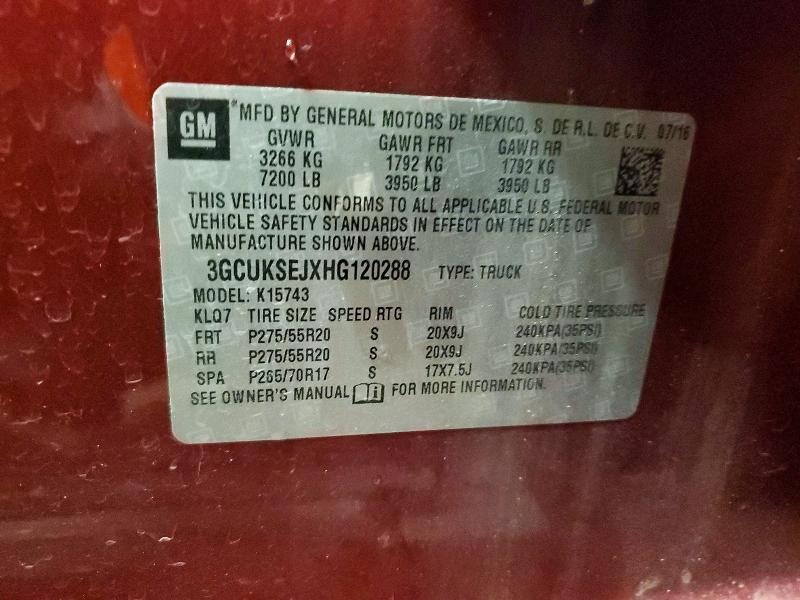 GM
MFD BY GENERAL MOTORS DE MEXICO, S. DE R.L. DE C.V. 07/16
GVWR GAWR FRT GAWR RR
3266 KG 1792 KG 1792 KG
7200 LB 3950 LB 3950 LB
THIS VEHICLE CONFORMS TO ALL APPLICABLE U.S. FEDERAL MOTOR
VEHICLE SAFETY STANDARDS IN EFFECT ON THE DATE OF
MANUFACTURE SHOWN ABOVE.
3GCUKSEJXHG120288 TYPE: TRUCK
MODEL: K15743
KLQ7 TIRE SIZE SPEED RTG RIM COLD TIRE PRESSURE
FRT P275/55R20 S 20X9J 240KPA(35PSI)
RR P275/55R20 S 20X9J 240KPA(35PSI)
SPA P265/70R17 S 17X7.5J 240KPA(35PSI)
SEE OWNER'S MANUAL FOR MORE INFORMATION.